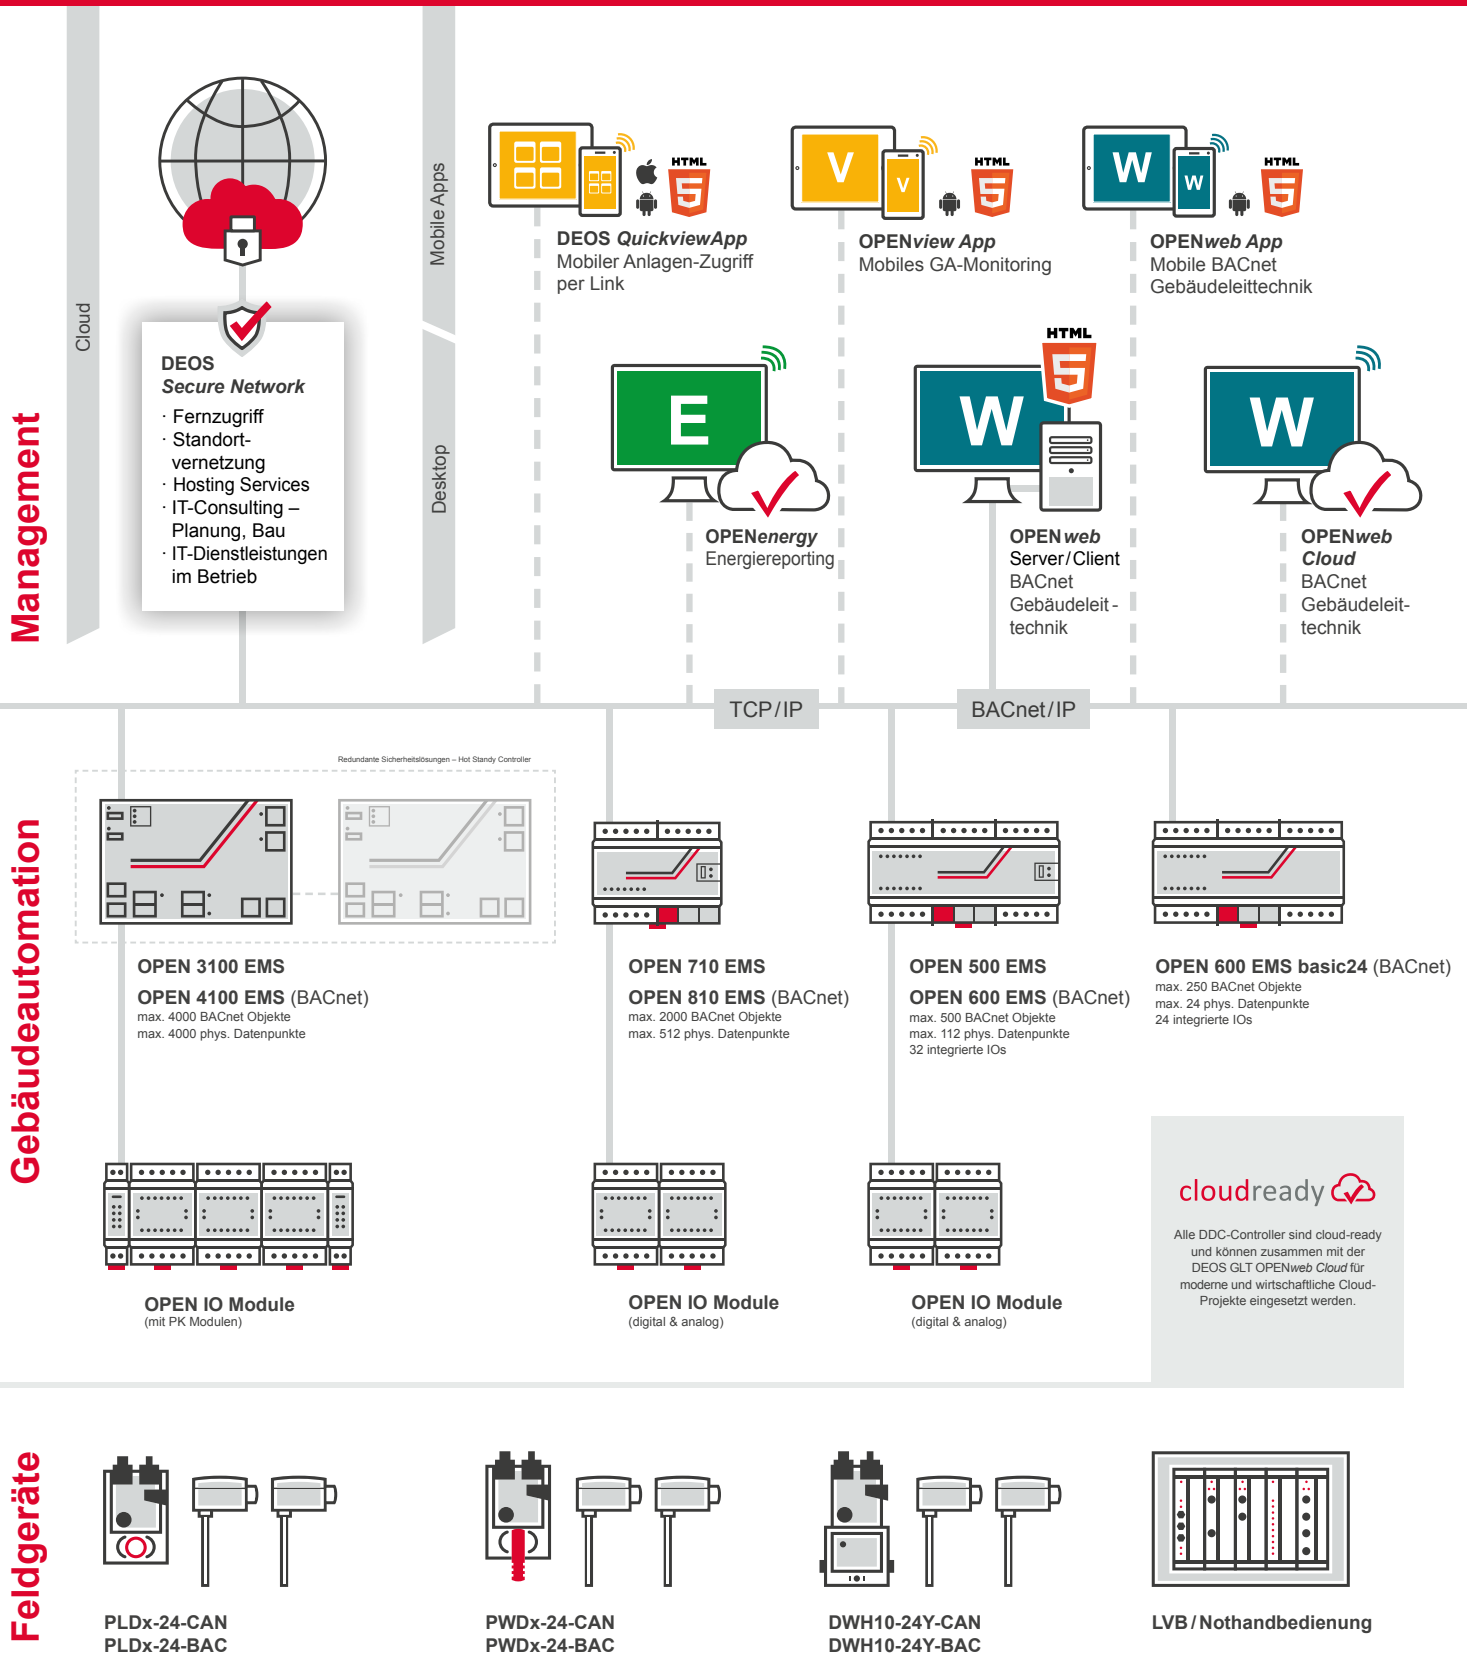 Management
Cloud
Mobile Apps
Desktop
DEOS
Secure Network
· Fernzugriff
· Standort-
vernetzung
· Hosting Services
· IT-Consulting –
Planung, Bau
· IT-Dienstleistungen
im Betrieb
HTML
5
DEOS QuickviewApp
Mobiler Anlagen-Zugriff
per Link
V
V
HTML
5
OPENview App
Mobiles GA-Monitoring
W
W
HTML
5
OPENweb App
Mobile BACnet
Gebäudeleittechnik
E
OPENenergy
Energiereporting
W
HTML
5
OPENweb
Server/Client
BACnet
Gebäudeleit-
technik
W
OPENweb
Cloud
BACnet
Gebäudeleit-
technik
TCP/IP
BACnet/IP
Gebäudeautomation
Redundante Sicherheitslösungen – Hot Standy Controller
OPEN 3100 EMS
OPEN 4100 EMS (BACnet)
max. 4000 BACnet Objekte
max. 4000 phys. Datenpunkte
OPEN 710 EMS
OPEN 810 EMS (BACnet)
max. 2000 BACnet Objekte
max. 512 phys. Datenpunkte
OPEN 500 EMS
OPEN 600 EMS (BACnet)
max. 500 BACnet Objekte
max. 112 phys. Datenpunkte
32 integrierte IOs
OPEN 600 EMS basic24 (BACnet)
max. 250 BACnet Objekte
max. 24 phys. Datenpunkte
24 integrierte IOs
OPEN IO Module
(mit PK Modulen)
OPEN IO Module
(digital & analog)
OPEN IO Module
(digital & analog)
cloudready
Alle DDC-Controller sind cloud-ready
und können zusammen mit der
DEOS GLT OPENweb Cloud für
moderne und wirtschaftliche Cloud-
Projekte eingesetzt werden.
Feldgeräte
PLDx-24-CAN
PLDx-24-BAC
PWDx-24-CAN
PWDx-24-BAC
DWH10-24Y-CAN
DWH10-24Y-BAC
LVB/Nothandbedienung